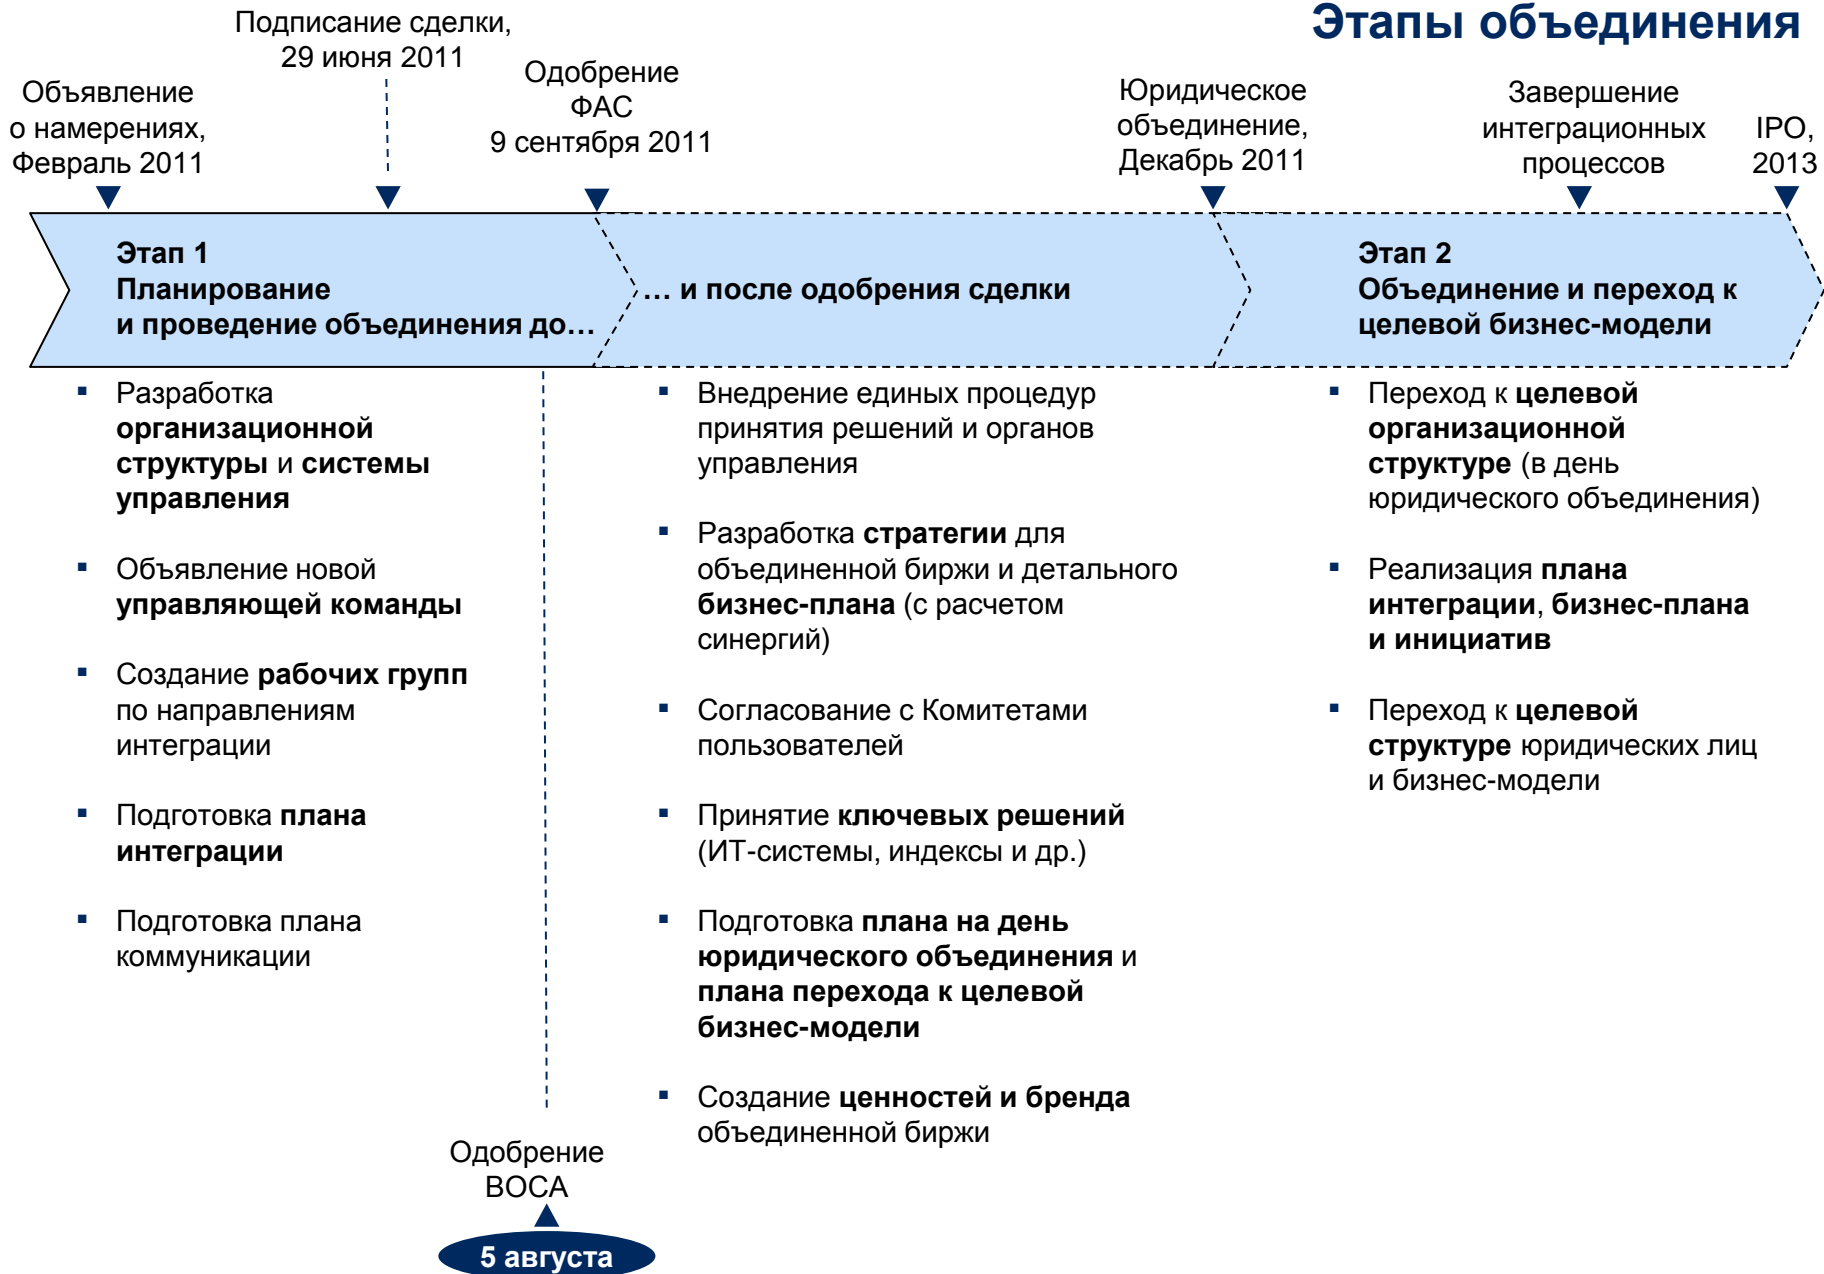 Этапы объединения
Подписание сделки,
29 июня 2011
Объявление
о намерениях,
Февраль 2011
Одобрение
ФАС
9 сентября 2011
Юридическое
объединение,
Декабрь 2011
Завершение
интеграционных
процессов
IPO,
2013
Этап 1
Планирование
и проведение объединения до…
… и после одобрения сделки
Этап 2
Объединение и переход к
целевой бизнес-модели
▪ Разработка
организационной
структуры и системы
управления
▪ Объявление новой
управляющей команды
▪ Создание рабочих групп
по направлениям
интеграции
▪ Подготовка плана
интеграции
▪ Подготовка плана
коммуникации
▪ Внедрение единых процедур
принятия решений и органов
управления
▪ Разработка стратегии для
объединенной биржи и детального
бизнес-плана (с расчетом
синергий)
▪ Согласование с Комитетами
пользователей
▪ Принятие ключевых решений
(ИТ-системы, индексы и др.)
▪ Подготовка плана на день
юридического объединения и
плана перехода к целевой
бизнес-модели
▪ Создание ценностей и бренда
объединенной биржи
▪ Переход к целевой
организационной
структуре (в день
юридического объединения)
▪ Реализация плана
интеграции, бизнес-плана
и инициатив
▪ Переход к целевой
структуре юридических лиц
и бизнес-модели
Одобрение
ВОСА
5 августа